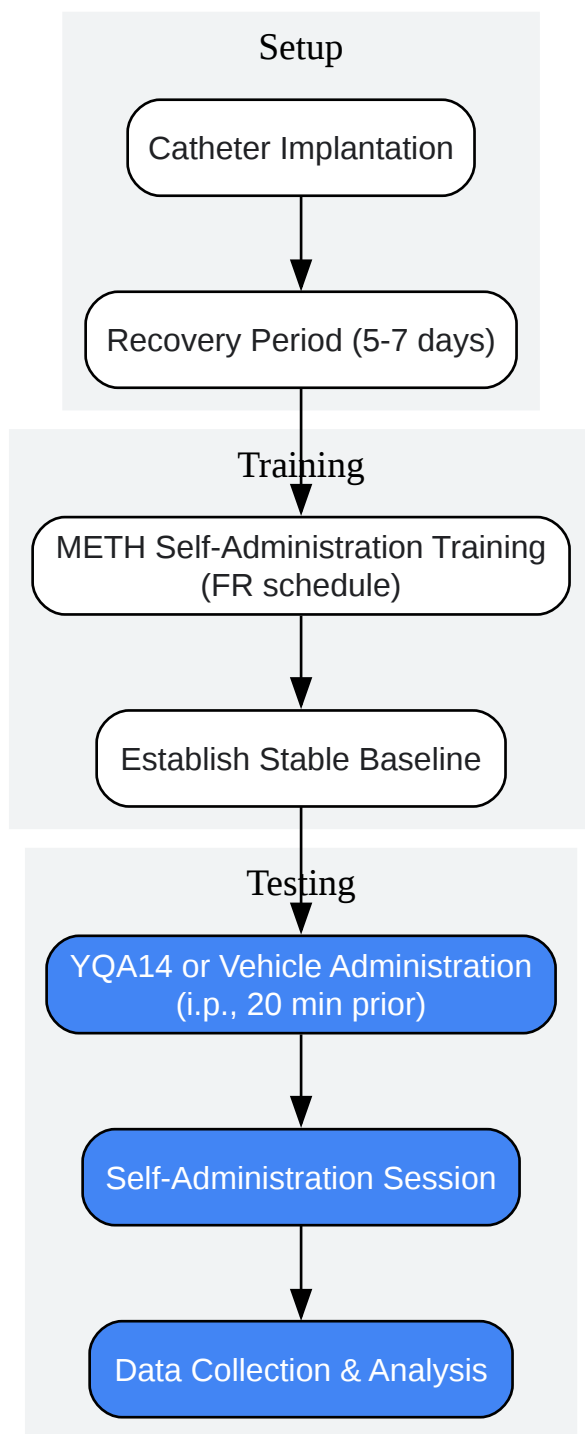 Setup
Catheter Implantation
Recovery Period (5-7 days)
Training
METH Self-Administration Training
(FR schedule)
Establish Stable Baseline
Testing
YQA14 or Vehicle Administration
(i.p., 20 min prior)
Self-Administration Session
Data Collection & Analysis